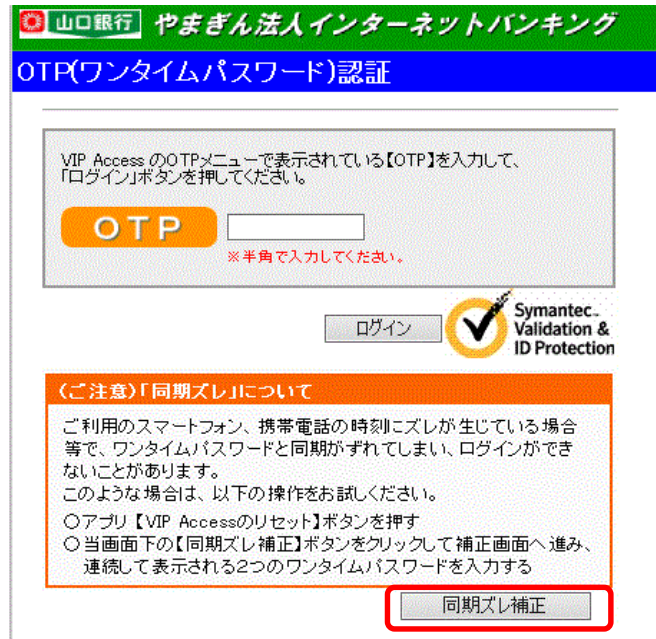 山口銀行 やまぎん法人インターネットバンキング
OTP(ワンタイムパスワード)認証
VIP Access のOTPメニューで表示されている【OTP】を入力して、
「ログイン」ボタンを押してください。
OTP
※半角で入力してください。
ログイン
Symantec™
Validation &
ID Protection
〈ご注意〉「同期ズレ」について
ご利用のスマートフォン、携帯電話の時刻にズレが生じている場合
等で、ワンタイムパスワードと同期がずれてしまい、ログインができ
ないことがあります。
このような場合は、以下の操作をお試しください。
○アプリ【VIP Accessのリセット】ボタンを押す
○当画面下の【同期ズレ補正】ボタンをクリックして補正画面へ進み、
連続して表示される2つのワンタイムパスワードを入力する
同期ズレ補正